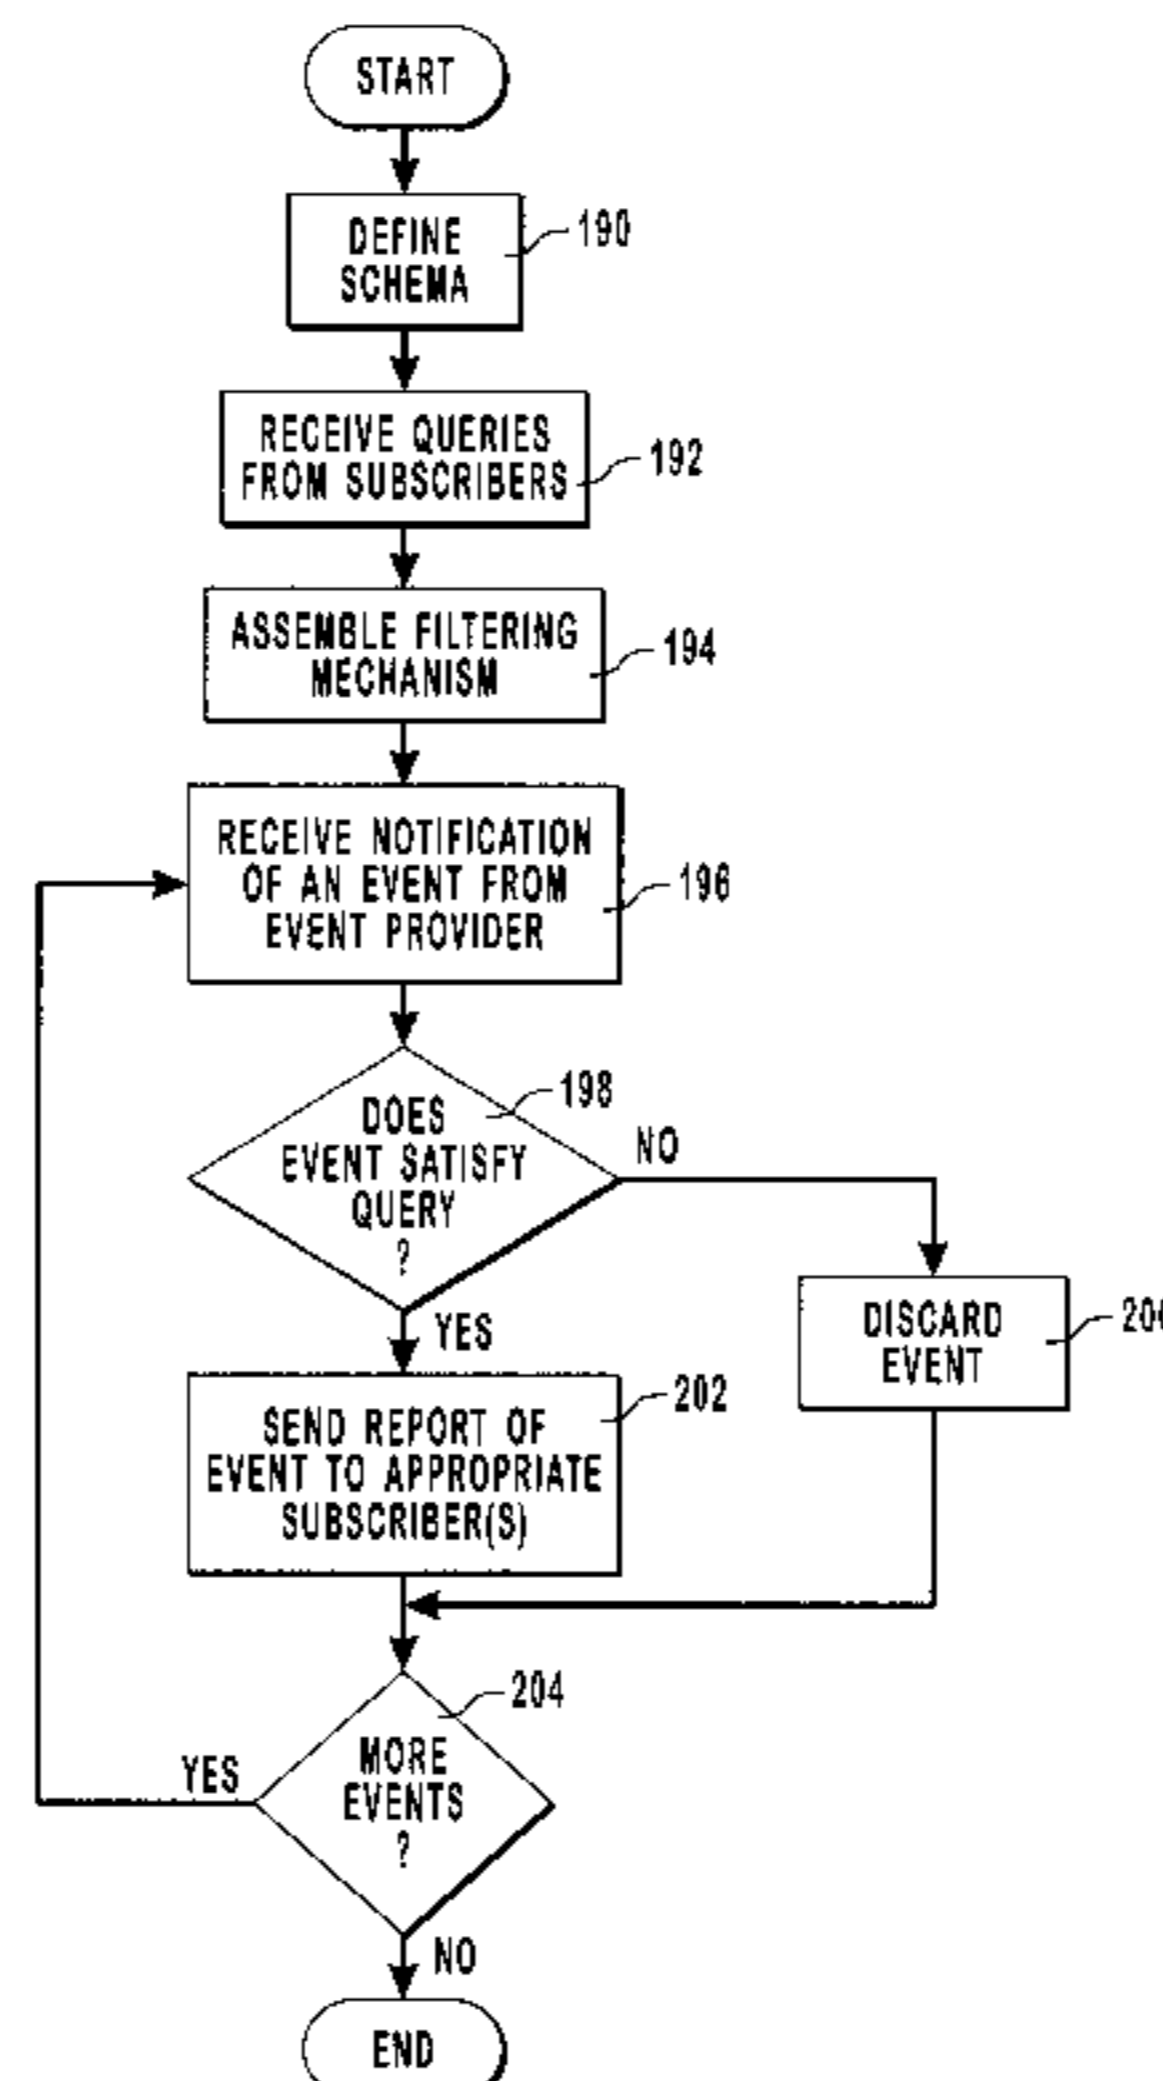 START
DEFINE
SCHEMA
190
RECEIVE QUERIES
FROM SUBSCRIBERS
192
ASSEMBLE FILTERING
MECHANISM
194
RECEIVE NOTIFICATION
OF AN EVENT FROM
EVENT PROVIDER
196
DOES
EVENT SATISFY
QUERY
?
198
NO
YES
DISCARD
EVENT
SEND REPORT OF
EVENT TO APPROPRIATE
SUBSCRIBER(S)
202
MORE
EVENTS
?
204
YES
NO
END